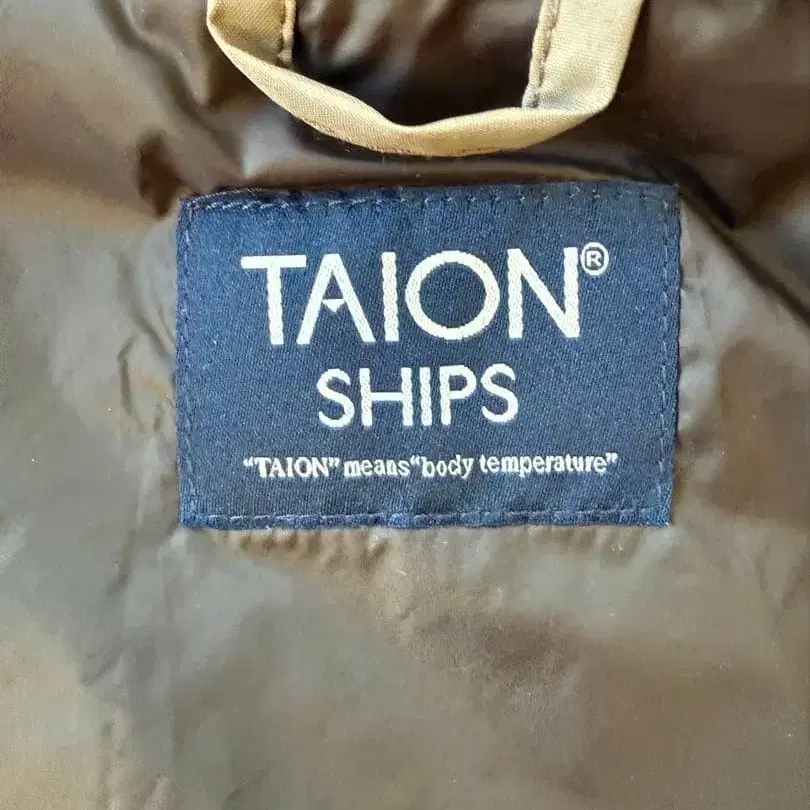 TAION®
SHIPS
“TAION” means“body temperature”